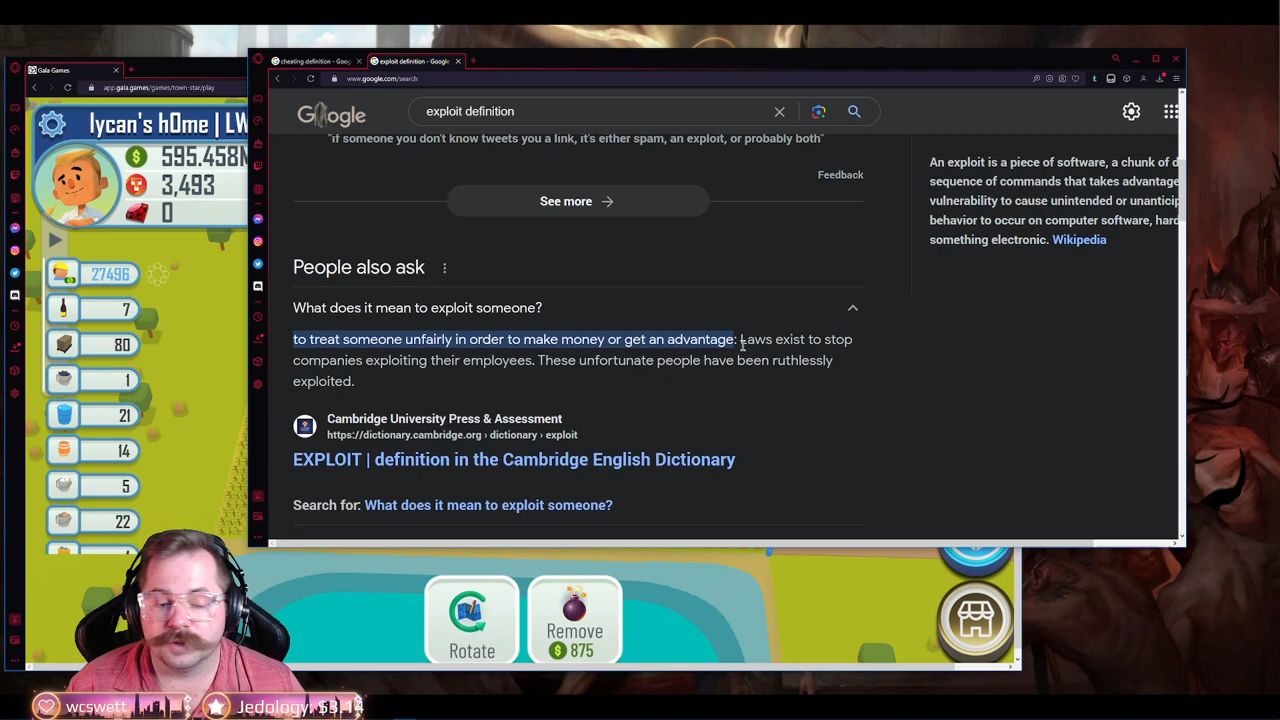 Gala Games
app.gala.games/games/town-star/play
lycan's h0me | LW
595.458M
3,493
0
27496
7
80
1
21
14
5
22
cheating definition - Goog
exploit definition - Google
www.google.com/search
Google
exploit definition
"if someone you don't know tweets you a link, it's either spam, an exploit, or probably both"
Feedback
See more
People also ask
What does it mean to exploit someone?
to treat someone unfairly in order to make money or get an advantage: Laws exist to stop
companies exploiting their employees. These unfortunate people have been ruthlessly
exploited.
Cambridge University Press & Assessment
https://dictionary.cambridge.org › dictionary › exploit
EXPLOIT | definition in the Cambridge English Dictionary
Search for: What does it mean to exploit someone?
An exploit is a piece of software, a chunk of d
sequence of commands that takes advantage
vulnerability to cause unintended or unanticip
behavior to occur on computer software, hard
something electronic. Wikipedia
Rotate
Remove
$ 875
wcswett
Jedology: $3.14